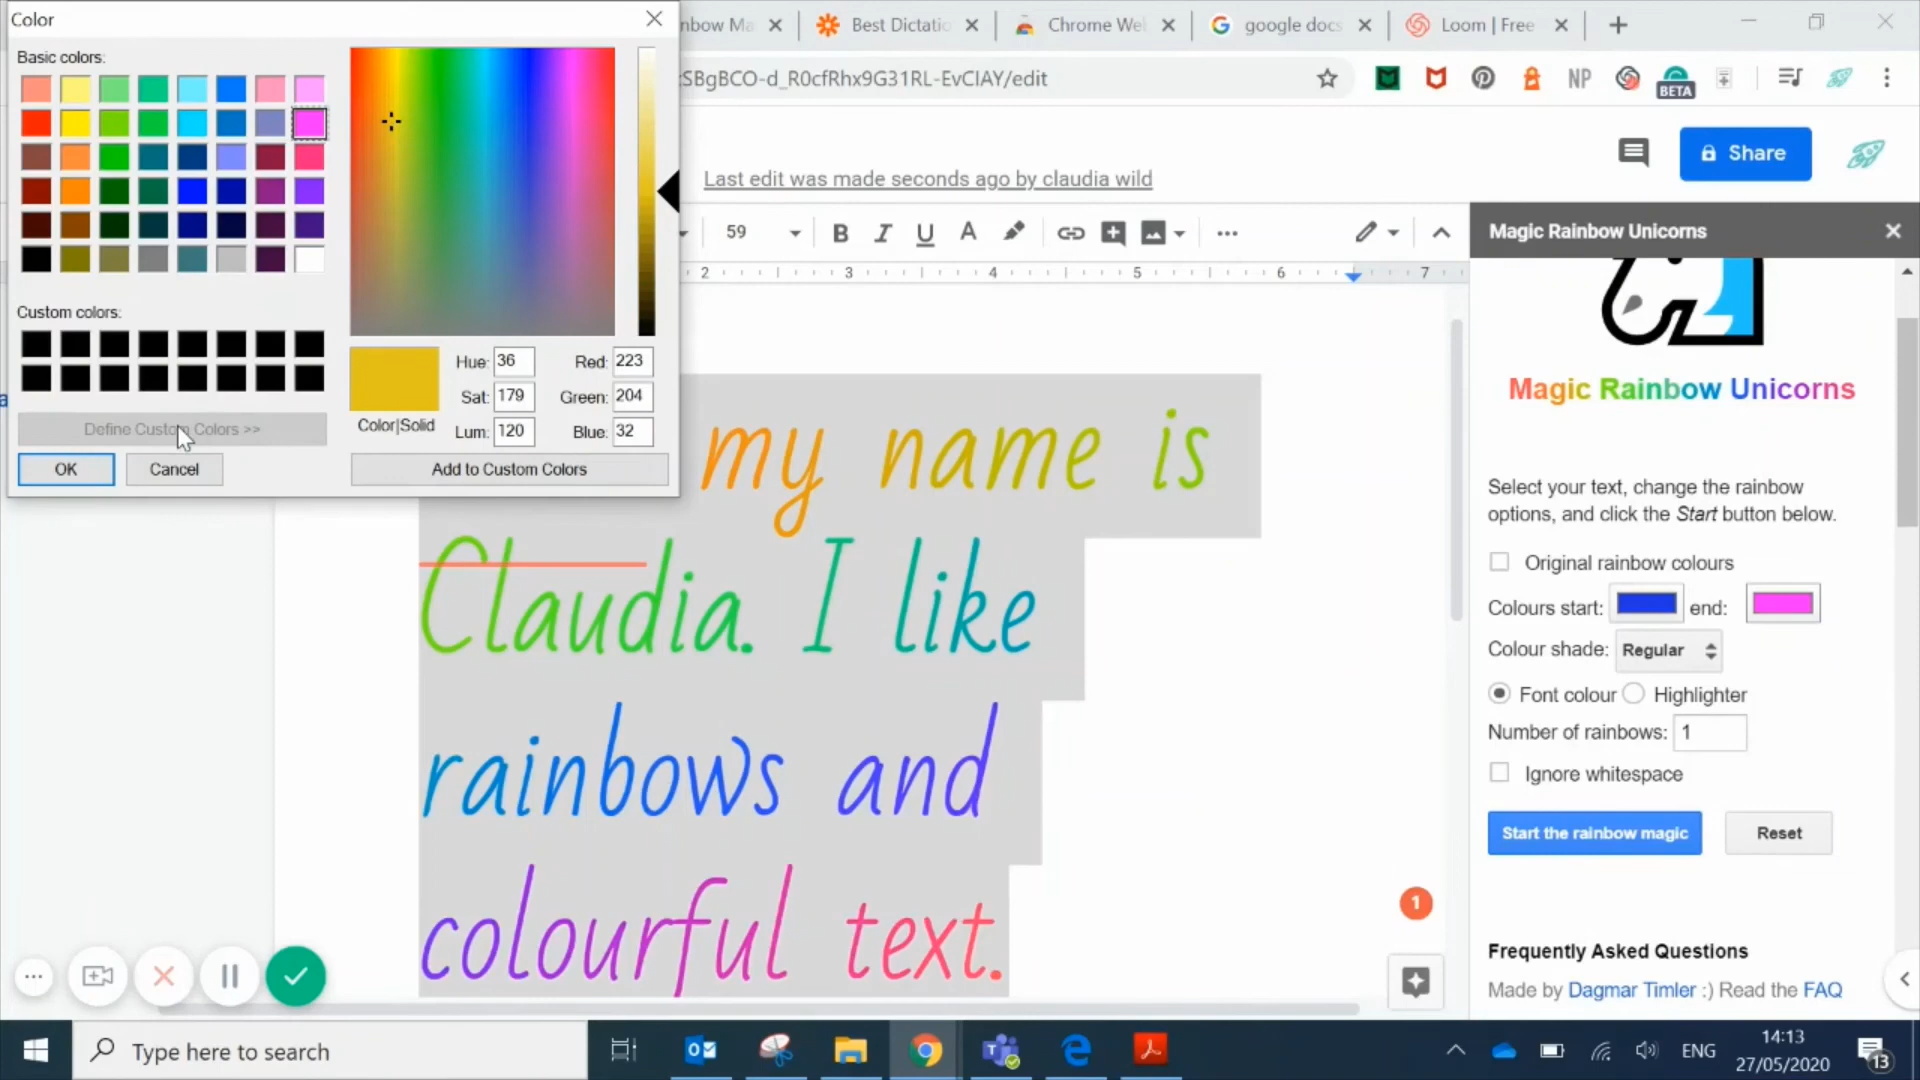 Color
Basic colors:
Custom colors:
Define Custom Colors >>
OK
Cancel
Hue: 36
Sat: 179
Lum: 120
Red: 223
Green: 204
Blue: 32
Color|Solid
Add to Custom Colors
Best Dictatio
Chrome We
google docs
Loom | Free
SBgBCO-d_R0cfRhx9G31RL-EvCIAY/edit
NP
BETA
Last edit was made seconds ago by claudia wild
Share
59
B I U A
2 3 4 5 6 7
my name is
Claudia. I like
rainbows and
colourful text.
Magic Rainbow Unicorns
Magic Rainbow Unicorns
Select your text, change the rainbow
options, and click the Start button below.
Original rainbow colours
Colours start: end:
Colour shade: Regular
Font colour Highlighter
Number of rainbows: 1
Ignore whitespace
Start the rainbow magic
Reset
1
Frequently Asked Questions
Made by Dagmar Timler :) Read the FAQ
Type here to search
ENG
14:13
27/05/2020
13